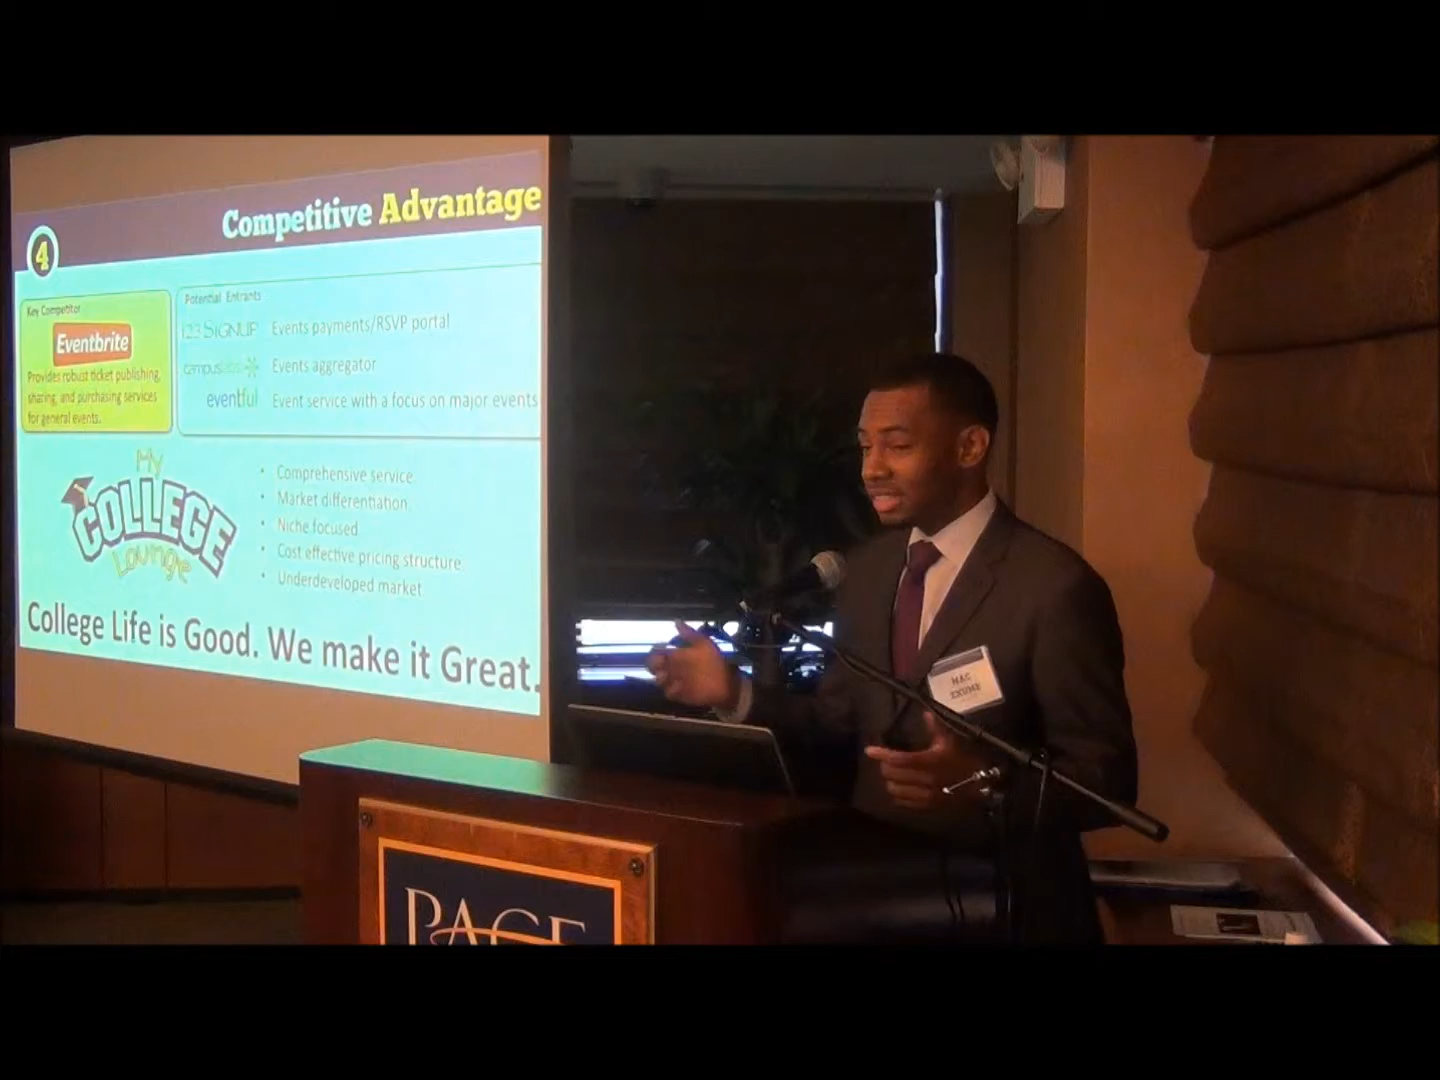 Competitive Advantage
4
Key Competitor
Eventbrite
Provides robust ticket publishing,
sharing, and purchasing services
for general events.
Potential Entrants
123 SIGNUP Events payments/RSVP portal
campuslabs Events aggregator
eventful Event service with a focus on major events
My
COLLEGE
Lounge
• Comprehensive service
• Market differentiation
• Niche focused
• Cost effective pricing structure
• Underdeveloped market
College Life is Good. We make it Great.
MAC
PACE